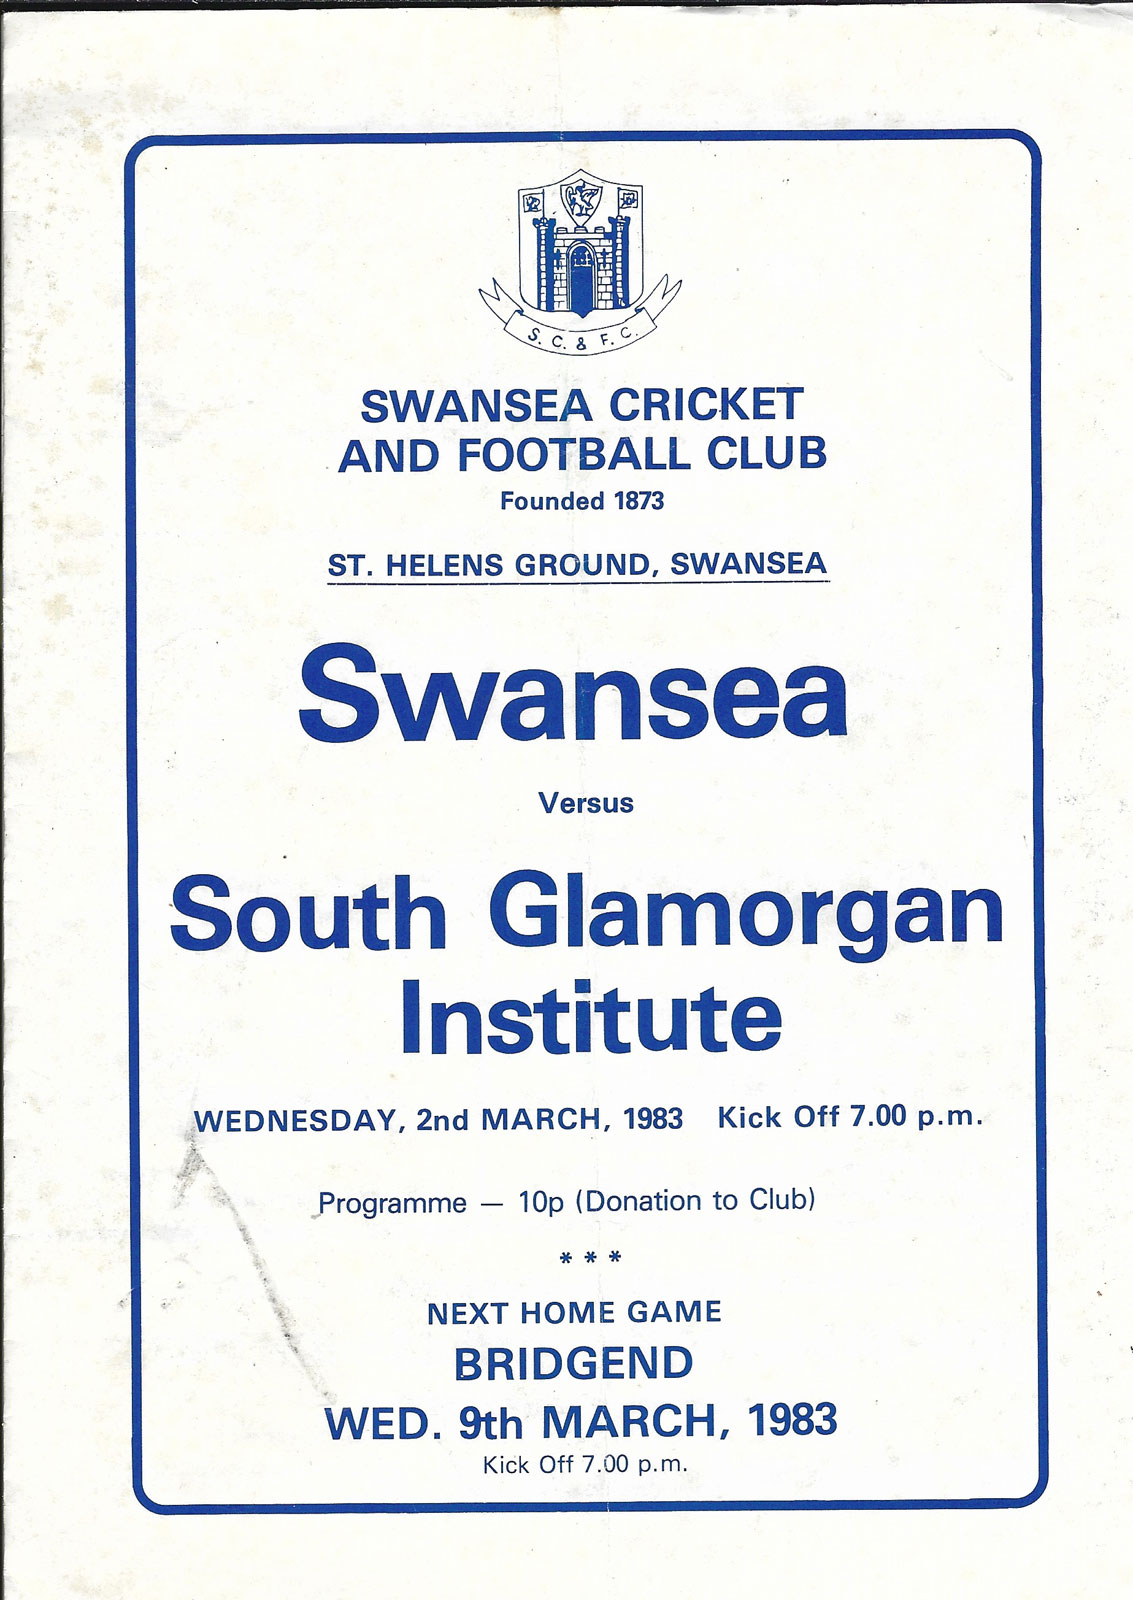 S. C. & F. C.
SWANSEA CRICKET
AND FOOTBALL CLUB
Founded 1873
ST. HELENS GROUND, SWANSEA
Swansea
Versus
South Glamorgan
Institute
WEDNESDAY, 2nd MARCH, 1983 Kick Off 7.00 p.m.
Programme — 10p (Donation to Club)
* * *
NEXT HOME GAME
BRIDGEND
WED. 9th MARCH, 1983
Kick Off 7.00 p.m.